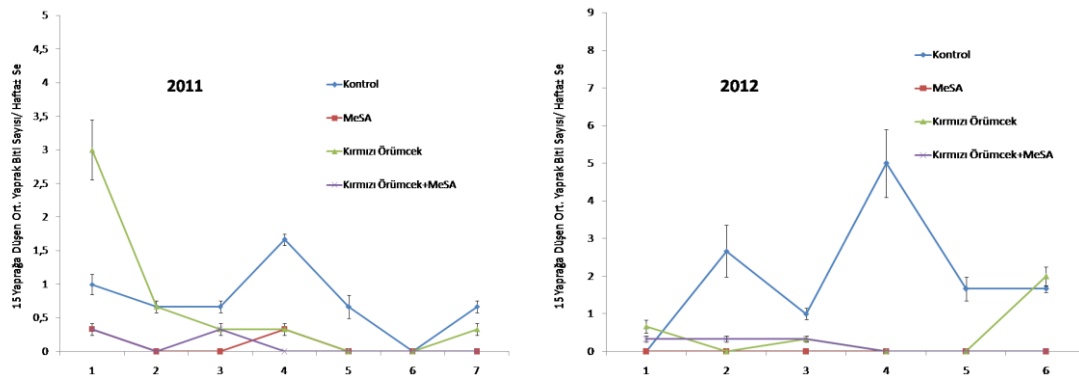 15 Yaprağa Düşen Ort. Yaprak Biti Sayısı/ Hafta± Se
5
4,5
4
3,5
3
2,5
2
1,5
1
0,5
0
1 2 3 4 5 6 7
2011
Kontrol
MeSA
Kırmızı Örümcek
Kırmızı Örümcek+MeSA
15 Yaprağa Düşen Ort. Yaprak Biti Sayısı/ Hafta± Se
9
8
7
6
5
4
3
2
1
0
1 2 3 4 5 6
2012
Kontrol
MeSA
Kırmızı Örümcek
Kırmızı Örümcek+MeSA